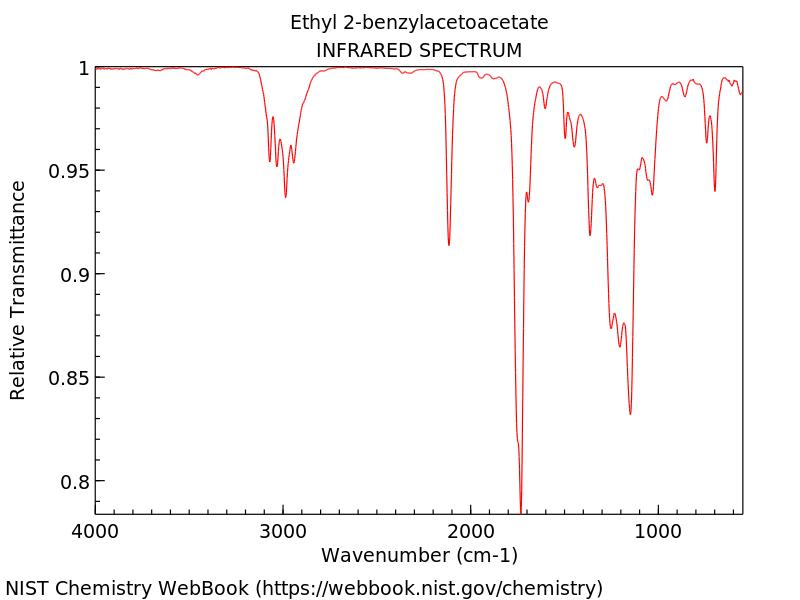 Ethyl 2-benzylacetoacetate
INFRARED SPECTRUM
1
0.95
0.9
0.85
0.8
Relative Transmittance
4000 3000 2000 1000
Wavenumber (cm-1)
NIST Chemistry WebBook (https://webbook.nist.gov/chemistry)